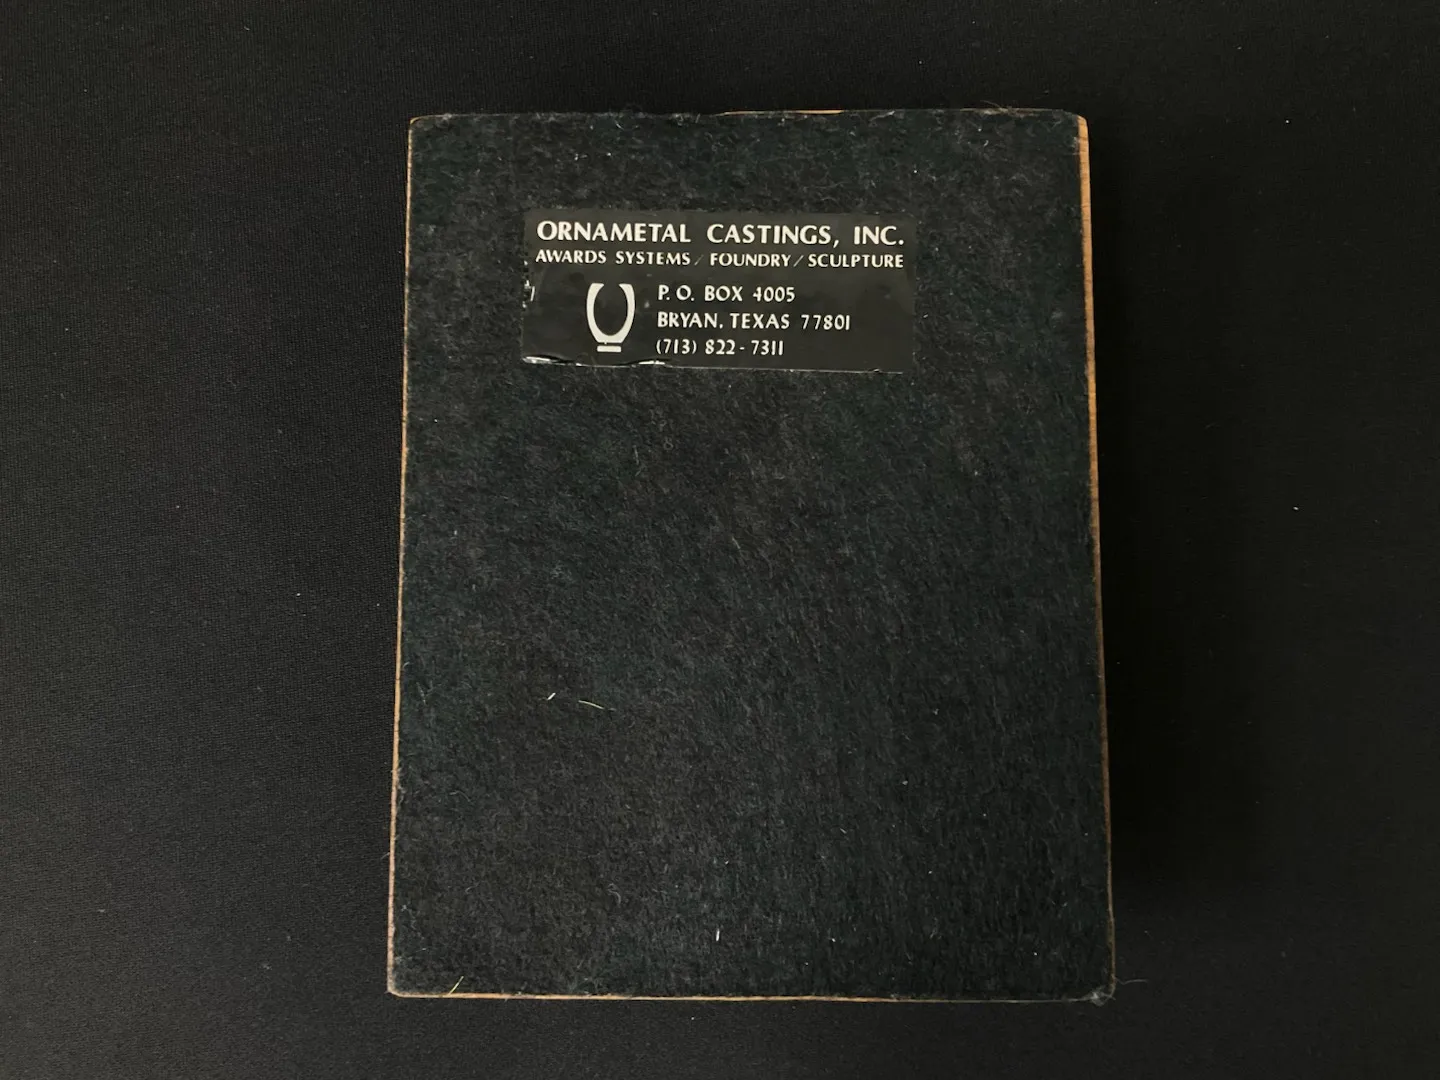 ORNAMETAL CASTINGS, INC.
AWARDS SYSTEMS / FOUNDRY / SCULPTURE
P. O. BOX 4005
BRYAN, TEXAS 77801
(713) 822-7311